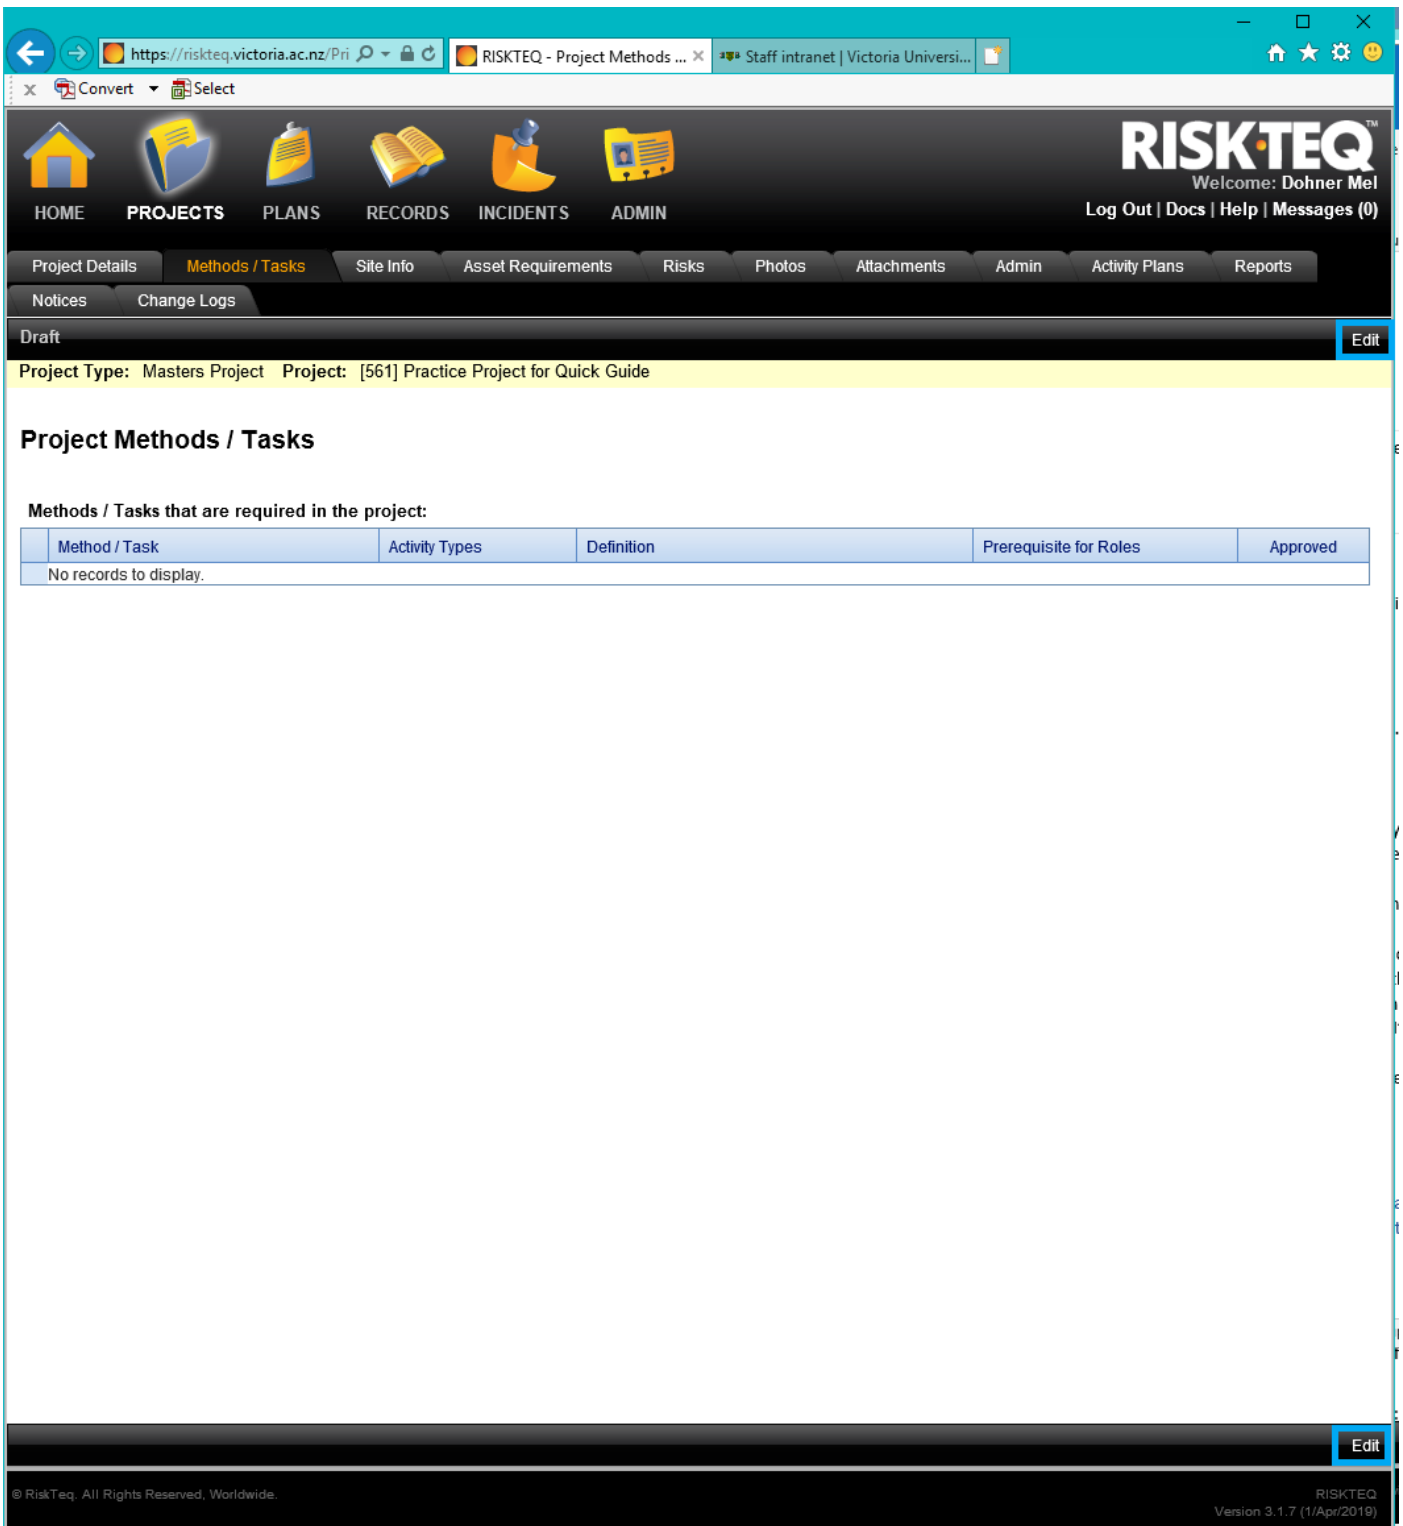 https://riskteq.victoria.ac.nz/Pri
RISKTEQ - Project Methods ...
Staff intranet | Victoria Universi...
x Convert Select
RISKTEQ™
Welcome: Dohner Mel
HOME PROJECTS PLANS RECORDS INCIDENTS ADMIN
Log Out | Docs | Help | Messages (0)
Project Details Methods / Tasks Site Info Asset Requirements Risks Photos Attachments Admin Activity Plans Reports
Notices Change Logs
Draft Edit
Project Type: Masters Project Project: [561] Practice Project for Quick Guide
Project Methods / Tasks
Methods / Tasks that are required in the project:
Method / Task Activity Types Definition Prerequisite for Roles Approved
No records to display.
Edit
© RiskTeq. All Rights Reserved, Worldwide. RISKTEQ
Version 3.1.7 (1/Apr/2019)